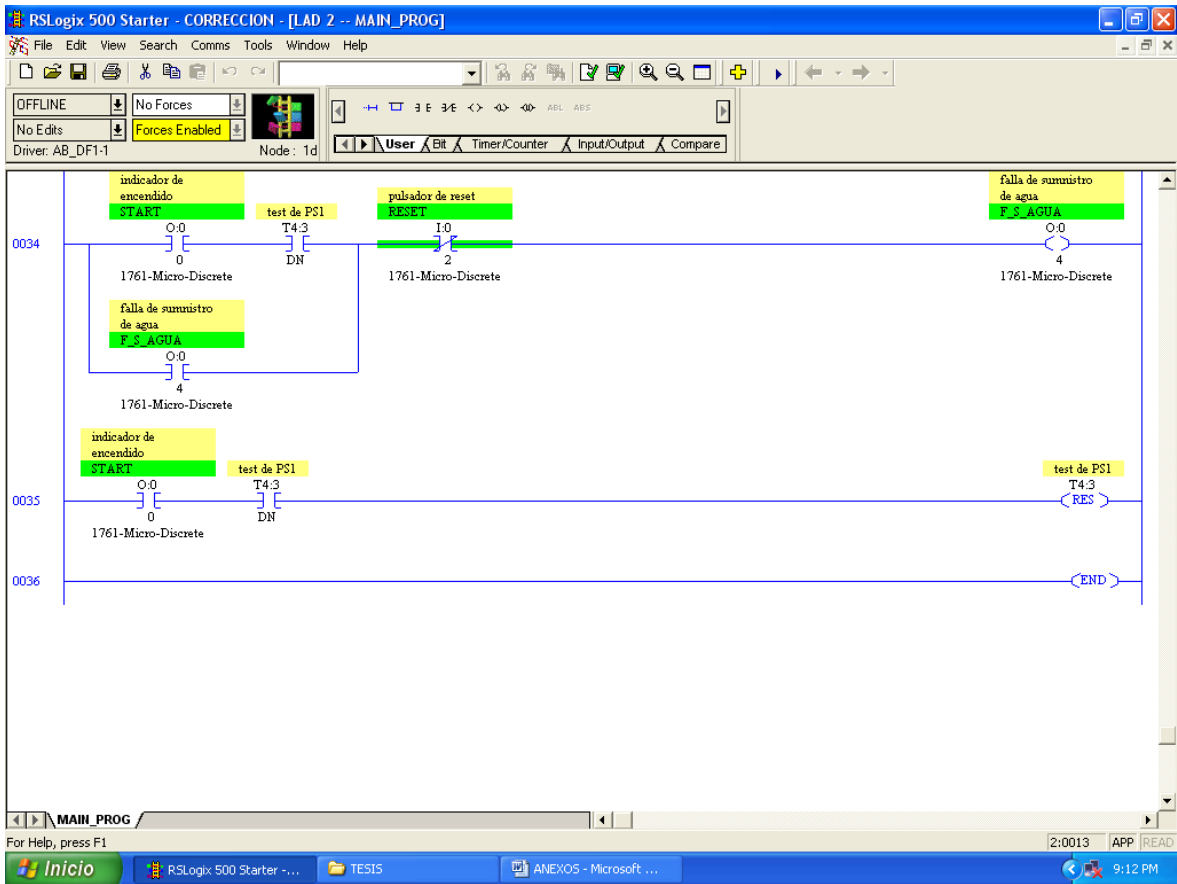 RSLogix 500 Starter - CORRECCION - [LAD 2 -- MAIN_PROG]
File Edit View Search Comms Tools Window Help
OFFLINE No Forces
No Edits Forces Enabled
Driver: AB_DF1-1 Node : 1d
ABL ABS
User Bit Timer/Counter Input/Output Compare
indicador de
encendido
START
O:0
0
1761-Micro-Discrete
test de PS1
T4:3
DN
pulsador de reset
RESET
I:0
2
1761-Micro-Discrete
falla de sumnistro
de agua
F_S_AGUA
O:0
4
1761-Micro-Discrete
0034
falla de sumnistro
de agua
F_S_AGUA
O:0
4
1761-Micro-Discrete
indicador de
encendido
START
O:0
0
1761-Micro-Discrete
test de PS1
T4:3
DN
test de PS1
T4:3
RES
0035
0036
END
MAIN_PROG
For Help, press F1
2:0013 APP READ
Inicio RSLogix 500 Starter -... TESIS ANEXOS - Microsoft ... 9:12 PM